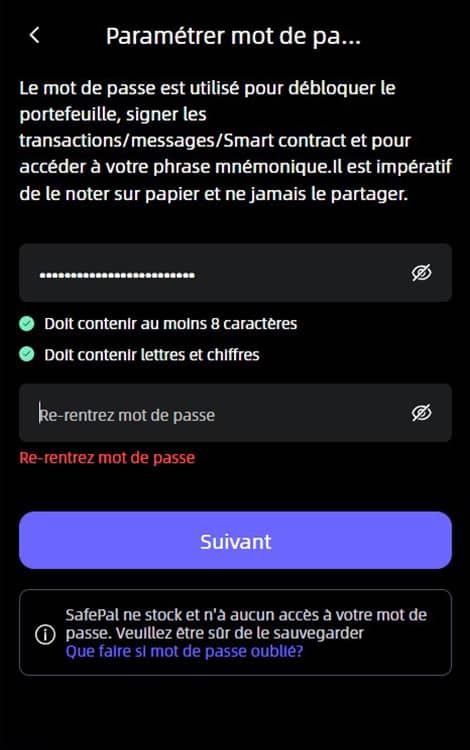 Paramétrer mot de pa...
Le mot de passe est utilisé pour débloquer le
portefeuille, signer les
transactions/messages/Smart contract et pour
accéder à votre phrase mnémonique.Il est impératif
de le noter sur papier et ne jamais le partager.
Doit contenir au moins 8 caractères
Doit contenir lettres et chiffres
Re-rentrez mot de passe
Re-rentrez mot de passe
Suivant
SafePal ne stock et n'à aucun accès à votre mot de
passe. Veuillez être sûr de le sauvegarder
Que faire si mot de passe oublié?